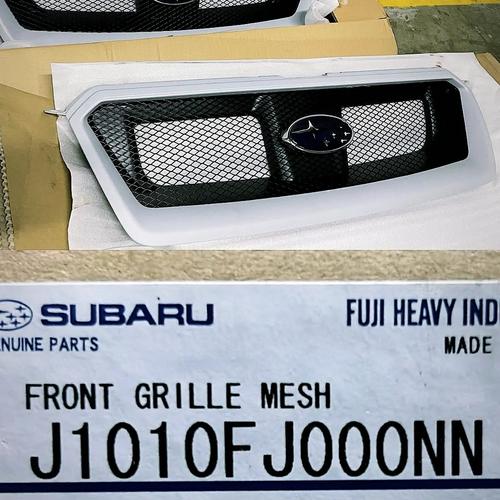 SUBARU
FUJI HEAVY IND
NUINE PARTS
MADE
FRONT GRILLE MESH
J1010FJ000NN